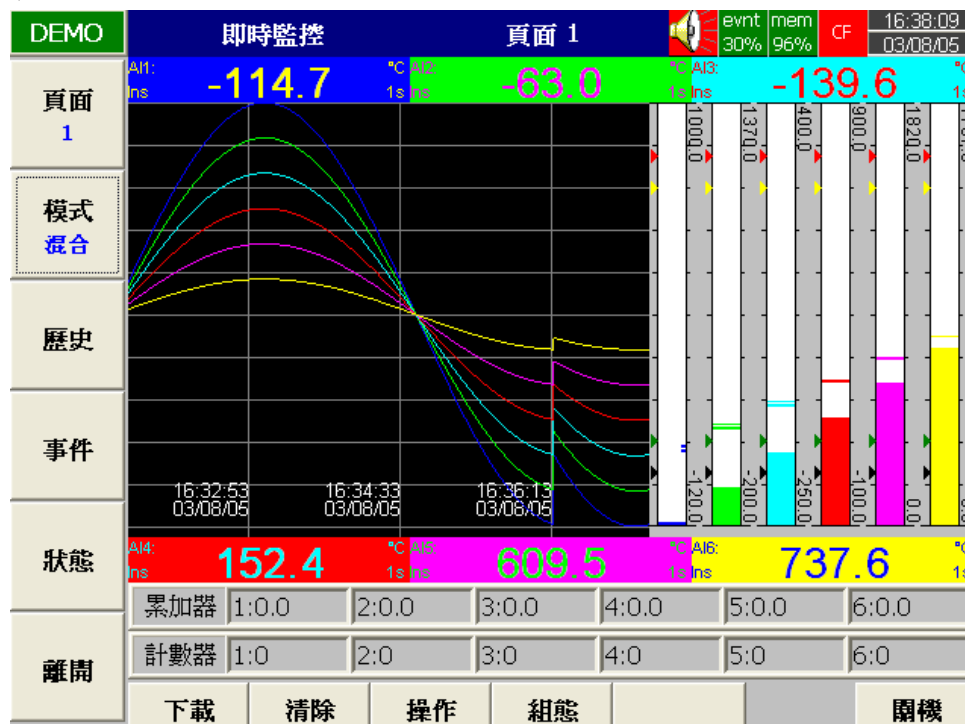 DEMO
即時監控
頁面 1
evnt 30%
mem 96%
CF
16:38:09
03/08/05
頁面
1
模式
混合
歷史
事件
狀態
離開
AI1: -114.7 °C
Ins 1s
AI2: -63.0 °C
Ins 1s
AI3: -139.6
Ins
1000.0
1370.0
400.0
900.0
1820.0
-120.0
-200.0
-250.0
-100.0
0.0
16:32:53
03/08/05
16:34:33
03/08/05
16:36:13
03/08/05
AI4: 152.4 °C
Ins 1s
AI5: 609.5 °C
Ins 1s
AI6: 737.6
Ins
累加器 1:0.0 2:0.0 3:0.0 4:0.0 5:0.0 6:0.0
計數器 1:0 2:0 3:0 4:0 5:0 6:0
下載 清除 操作 組態 關機